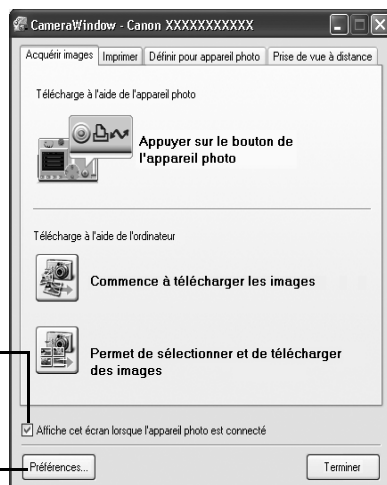 CameraWindow - Canon XXXXXXXXXXX
Acquérir images Imprimer Définir pour appareil photo Prise de vue à distance
Télécharge à l'aide de l'appareil photo
Appuyer sur le bouton de
l'appareil photo
Télécharge à l'aide de l'ordinateur
Commence à télécharger les images
Permet de sélectionner et de télécharger
des images
Affiche cet écran lorsque l'appareil photo est connecté
Préférences... Terminer